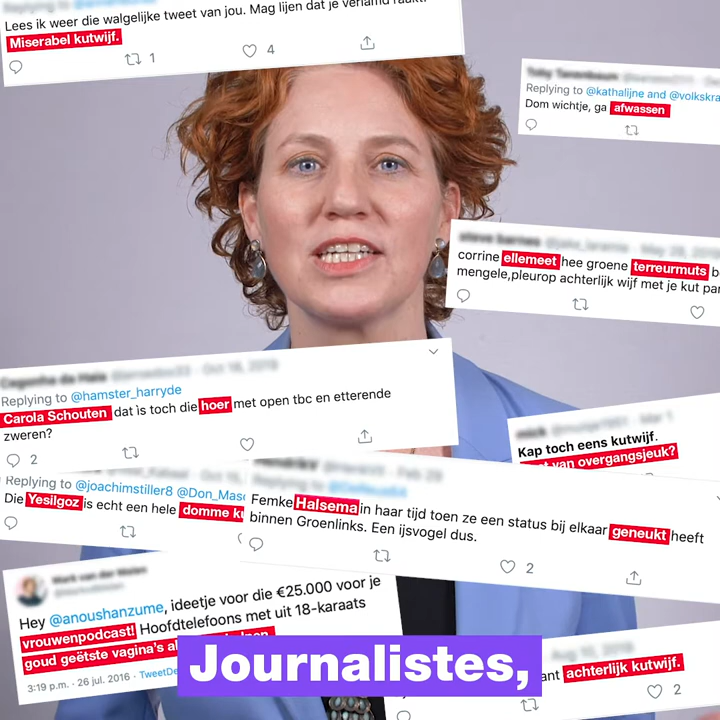 Lees ik weer die walgelijke tweet van jou. Mag lijen dat je verlamd raakt.
Miserabel kutwijf.
1
4
Replying to @kathalijne and @volkskra
Dom wichtje, ga afwassen
corrine ellemeet hee groene terreurmuts b
mengele,pleurop achterlijk wijf met je kut par
Replying to @hamster_harryde
Carola Schouten dat is toch die hoer met open tbc en etterende
zweren?
2
Kap toch eens kutwijf.
van overgangsjeuk?
Replying to @joachimstiller8 @Don_Masc
Die Yesilgoz is echt een hele domme ku
Femke Halsema in haar tijd toen ze een status bij elkaar geneukt heeft
binnen Groenlinks. Een ijsvogel dus.
2
Hey @anoushanzume, ideetje voor die €25.000 voor je
vrouwenpodcast! Hoofdtelefoons met uit 18-karaats
goud geëtste vagina's al
3:19 p.m. · 26 jul. 2016 · TweetDe
ant achterlijk kutwijf.
2
Journalistes,